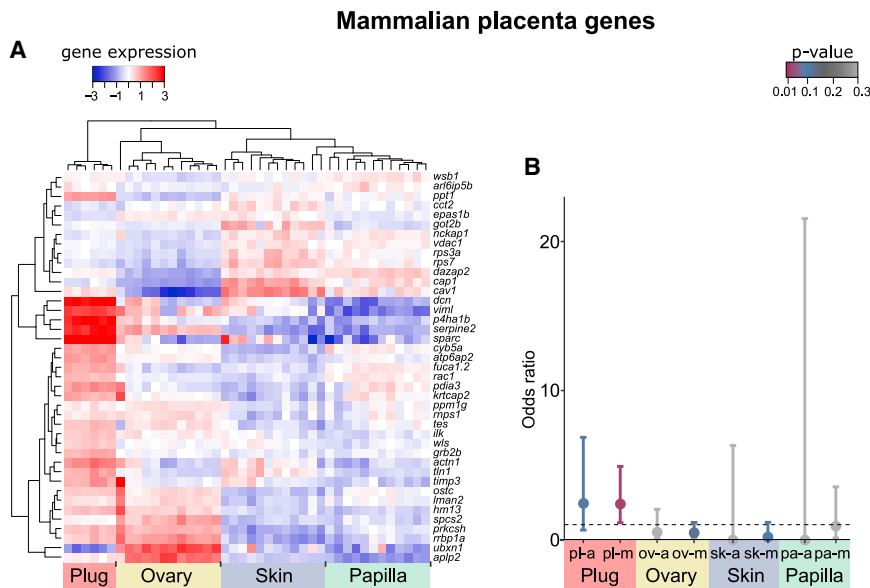 Mammalian placenta genes
A
gene expression
−3 −1 1 3
p-value
0.01 0.1 0.2 0.3
wsb1
arl6ip5b
ppt1
cct2
epas1b
got2b
nckap1
vdac1
rps3a
rps7
dazap2
cap1
cav1
dcn
viml
p4ha1b
serpine2
sparc
cyb5a
atp6ap2
fuca1.2
rac1
pdia3
krtcap2
ppm1g
rnps1
tes
ilk
wls
grb2b
actn1
tln1
timp3
ostc
lman2
hm13
spcs2
prkcsh
rrbp1a
ubxn1
aplp2
Plug Ovary Skin Papilla
B
Odds ratio
20
10
0
pl-a pl-m ov-a ov-m sk-a sk-m pa-a pa-m
Plug Ovary Skin Papilla